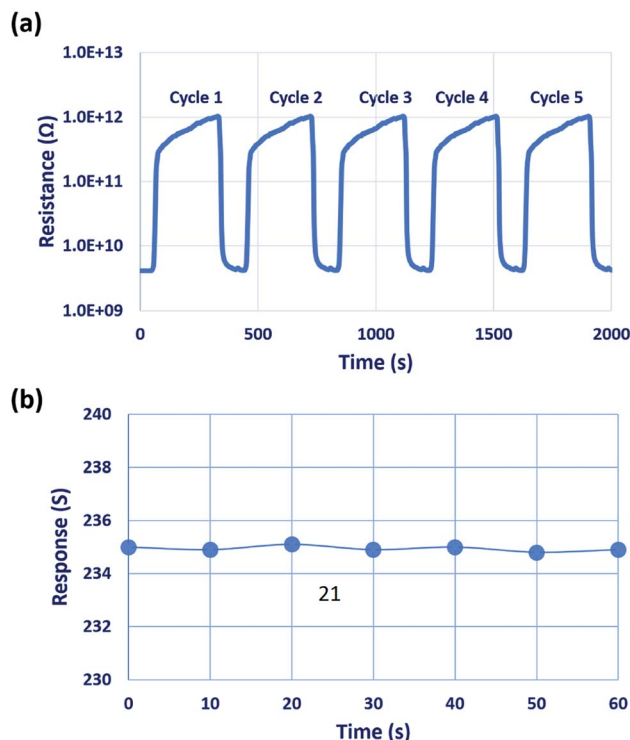 (a)
1.0E+13
Cycle 1 Cycle 2 Cycle 3 Cycle 4 Cycle 5
1.0E+12
1.0E+11
1.0E+10
1.0E+09
Resistance (Ω)
0 500 1000 1500 2000
Time (s)
(b)
240
238
236
234
232
230
Response (S)
21
0 10 20 30 40 50 60
Time (s)